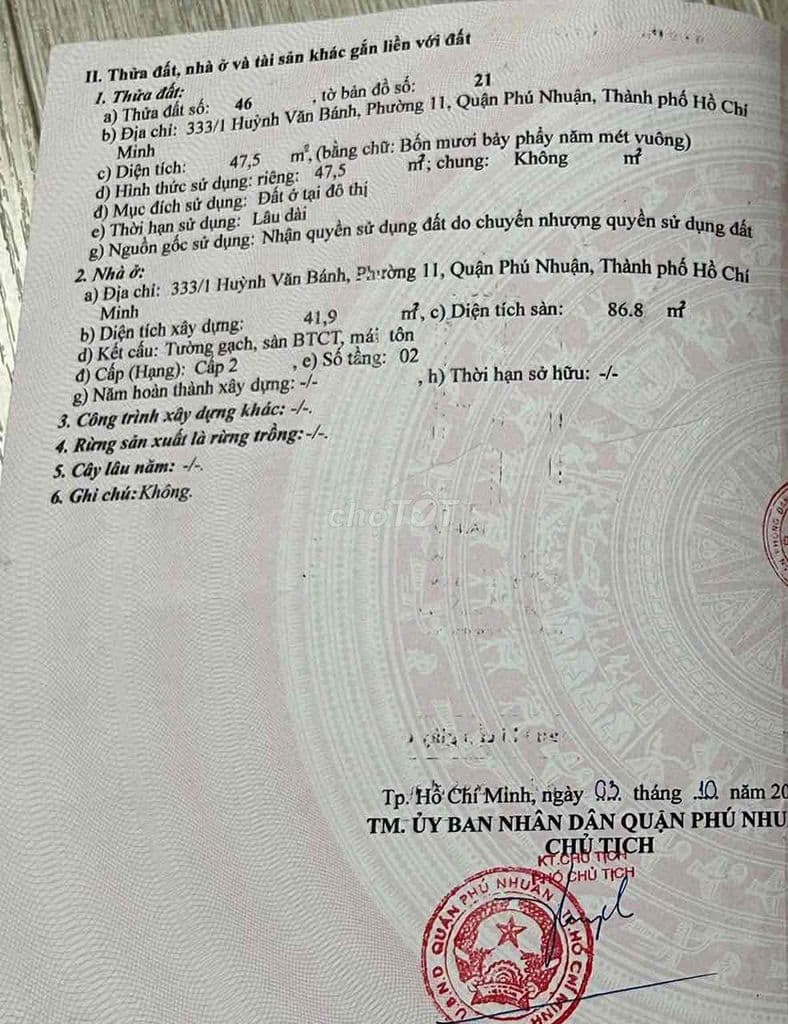 II. Thửa đất, nhà ở và tài sản khác gắn liền với đất
1. Thửa đất:
a) Thửa đất số: 46 , tờ bản đồ số: 21
b) Địa chỉ: 333/1 Huỳnh Văn Bánh, Phường 11, Quận Phú Nhuận, Thành phố Hồ Chí
Minh
c) Diện tích: 47,5 m², (bằng chữ: Bốn mươi bảy phẩy năm mét vuông)
d) Hình thức sử dụng: riêng: 47,5 m²; chung: Không m²
đ) Mục đích sử dụng: Đất ở tại đô thị
e) Thời hạn sử dụng: Lâu dài
g) Nguồn gốc sử dụng: Nhận quyền sử dụng đất do chuyển nhượng quyền sử dụng đất
2. Nhà ở:
a) Địa chỉ: 333/1 Huỳnh Văn Bánh, Phường 11, Quận Phú Nhuận, Thành phố Hồ Chí
Minh
b) Diện tích xây dựng: 41,9 m², c) Diện tích sàn: 86.8 m²
d) Kết cấu: Tường gạch, sàn BTCT, mái tôn
đ) Cấp (Hạng): Cấp 2 , e) Số tầng: 02
g) Năm hoàn thành xây dựng: -/- , h) Thời hạn sở hữu: -/-
3. Công trình xây dựng khác: -/-.
4. Rừng sản xuất là rừng trồng: -/-.
5. Cây lâu năm: -/-.
6. Ghi chú: Không.
choTỐT
Tp. Hồ Chí Minh, ngày 03 tháng 10 năm 20
TM. ỦY BAN NHÂN DÂN QUẬN PHÚ NHU
CHỦ TỊCH
KT.CHỦ TỊCH
PHÓ CHỦ TỊCH
U.B.N.D QUẬN PHÚ NHUẬN T.P HỒ CHÍ MINH